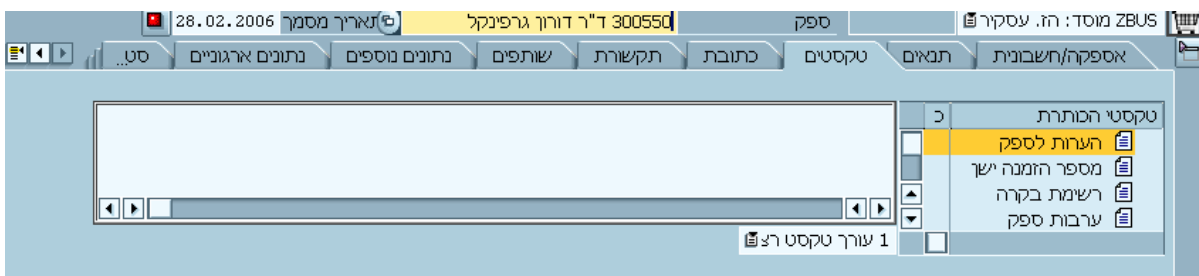 ZBUS מוסד: הז. עסקיר ספק 300550 ד"ר דורון גרפינקל תאריך מסמך 28.02.2006
אספקה/חשבונית תנאים טקסטים כתובת תקשורת שותפים נתונים נוספים נתונים ארגוניים סט...
טקסטי הכותרת כ
הערות לספק
מספר הזמנה ישן
רשימת בקרה
ערבות ספק
1 עורך טקסט רצ